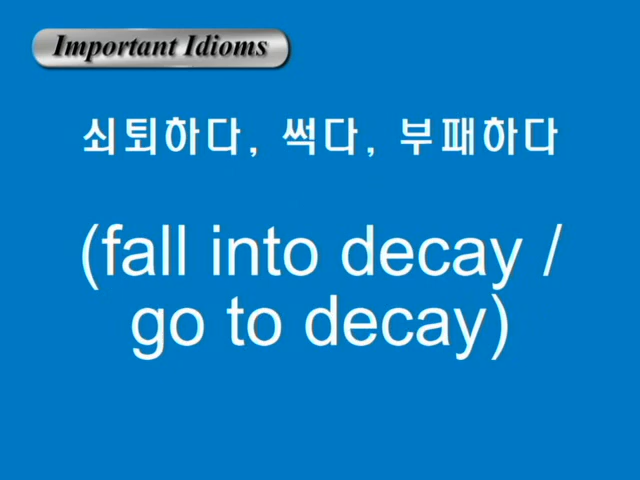 Important Idioms
쇠퇴하다, 썩다, 부패하다
(fall into decay /
go to decay)